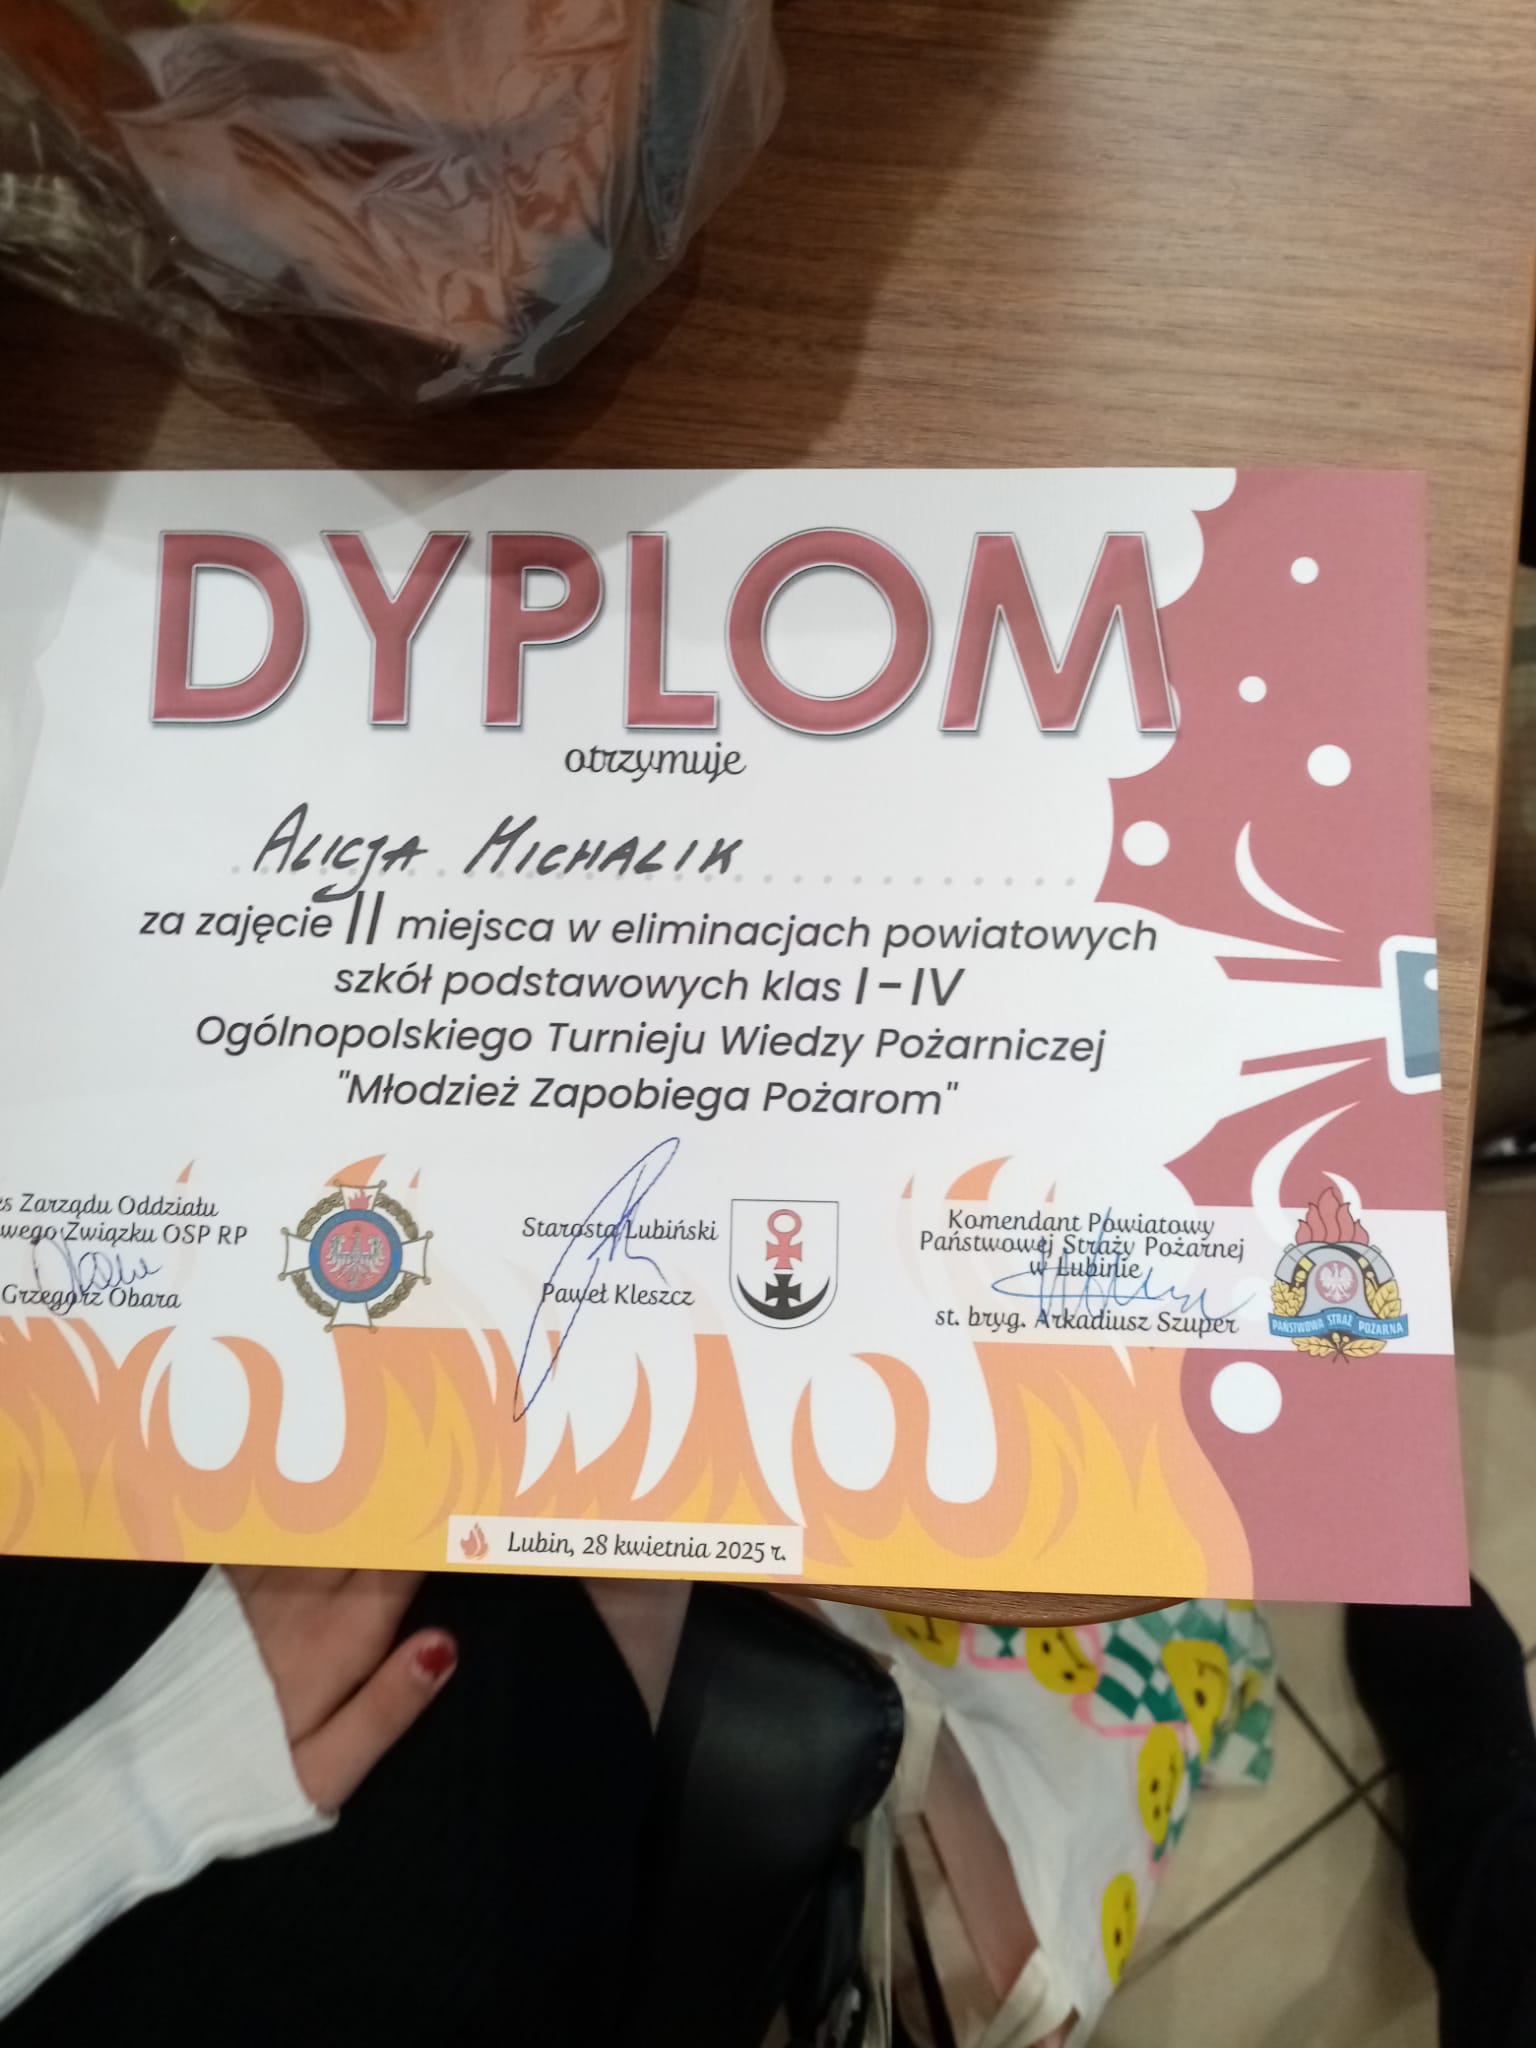 DYPLOM
otrzymuje
ALICJA MICHALIK
za zajęcie II miejsca w eliminacjach powiatowych
szkół podstawowych klas I-IV
Ogólnopolskiego Turnieju Wiedzy Pożarniczej
"Młodzież Zapobiega Pożarom"
Zarządu Oddziału
Związku OSP RP
Grzegorz Obara
Starosta Lubiński
Paweł Kleszcz
Komendant Powiatowy
Państwowej Straży Pożarnej
w Lubinie
st. bryg. Arkadiusz Szuper
PAŃSTWOWA STRAŻ POŻARNA
Lubin, 28 kwietnia 2025 r.